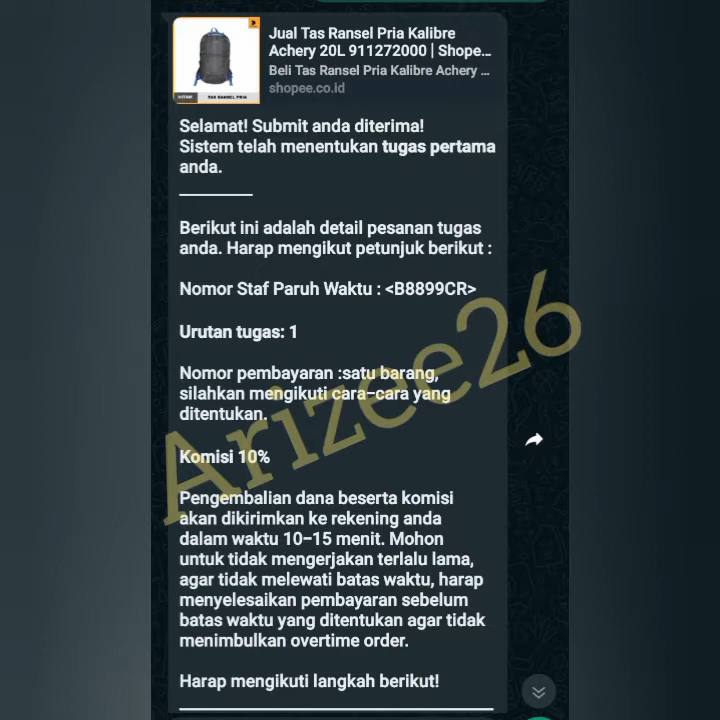 Jual Tas Ransel Pria Kalibre
Achery 20L 911272000 | Shope...
Beli Tas Ransel Pria Kalibre Achery ...
shopee.co.id
TAS RANSEL PRIA
Selamat! Submit anda diterima!
Sistem telah menentukan tugas pertama
anda.
Berikut ini adalah detail pesanan tugas
anda. Harap mengikut petunjuk berikut :
Nomor Staf Paruh Waktu : <B8899CR>
Urutan tugas: 1
Nomor pembayaran :satu barang,
silahkan mengikuti cara-cara yang
ditentukan.
Komisi 10%
Pengembalian dana beserta komisi
akan dikirimkan ke rekening anda
dalam waktu 10-15 menit. Mohon
untuk tidak mengerjakan terlalu lama,
agar tidak melewati batas waktu, harap
menyelesaikan pembayaran sebelum
batas waktu yang ditentukan agar tidak
menimbulkan overtime order.
Harap mengikuti langkah berikut!
Arizee26